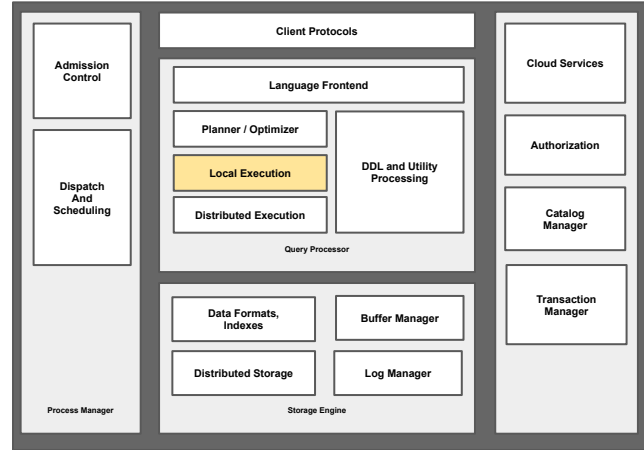 Admission
Control
Dispatch
And
Scheduling
Process Manager
Client Protocols
Language Frontend
Planner / Optimizer
Local Execution
Distributed Execution
DDL and Utility
Processing
Query Processor
Data Formats,
Indexes
Buffer Manager
Distributed Storage
Log Manager
Storage Engine
Cloud Services
Authorization
Catalog
Manager
Transaction
Manager